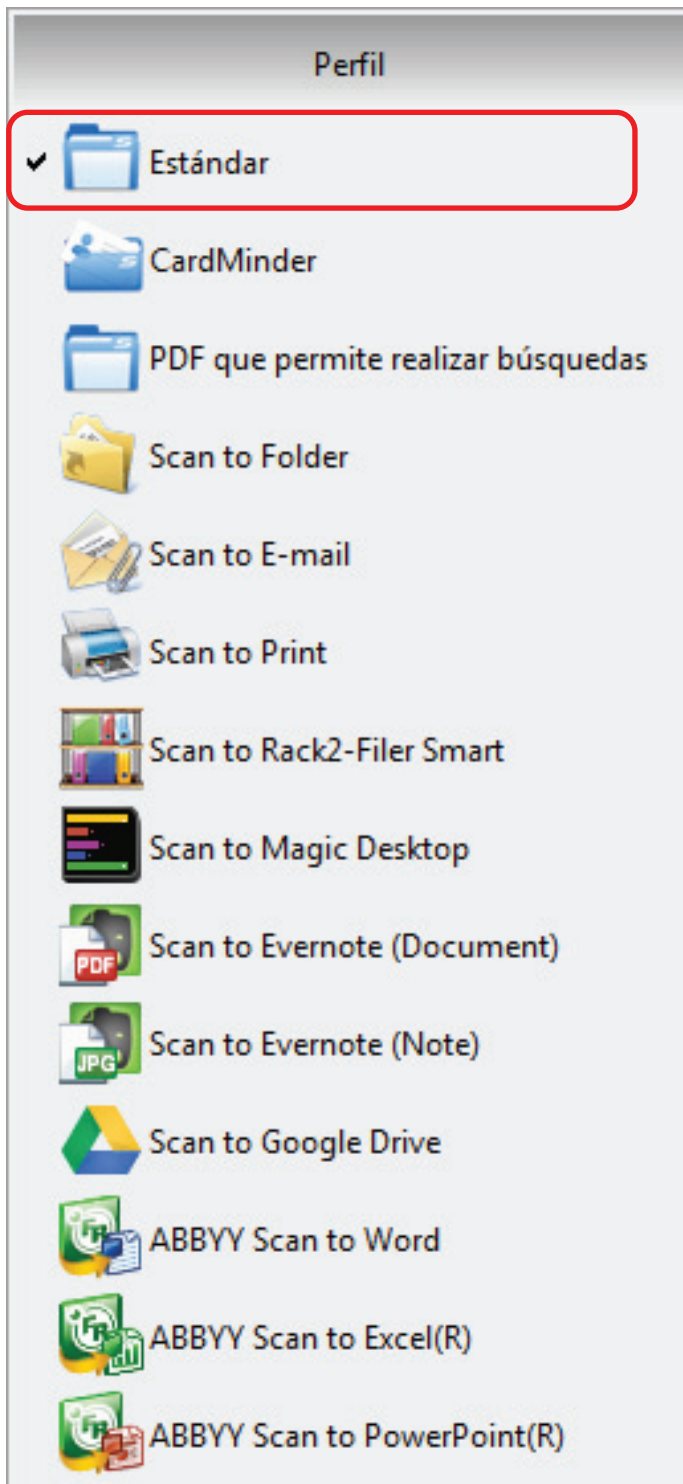 Perfil
Estándar
CardMinder
PDF que permite realizar búsquedas
Scan to Folder
Scan to E-mail
Scan to Print
Scan to Rack2-Filer Smart
Scan to Magic Desktop
PDF
Scan to Evernote (Document)
JPG
Scan to Evernote (Note)
Scan to Google Drive
ABBYY Scan to Word
ABBYY Scan to Excel(R)
ABBYY Scan to PowerPoint(R)